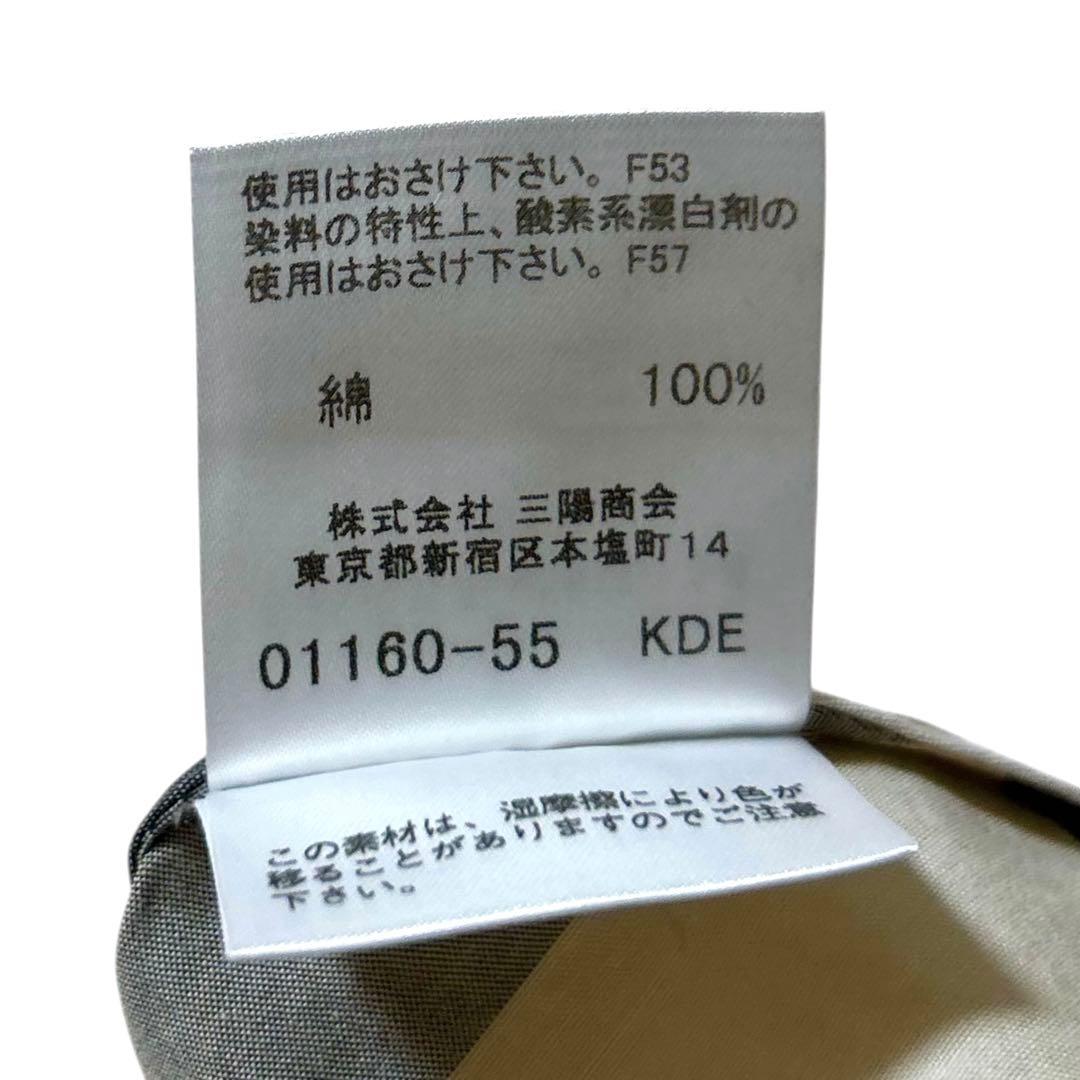 使用はおさけ下さい。F53
染料の特性上、酸素系漂白剤の
使用はおさけ下さい。F57
綿 100%
株式会社 三陽商会
東京都新宿区本塩町14
01160-55 KDE
この素材は、湿摩擦により色が
移ることがありますのでご注意
下さい。